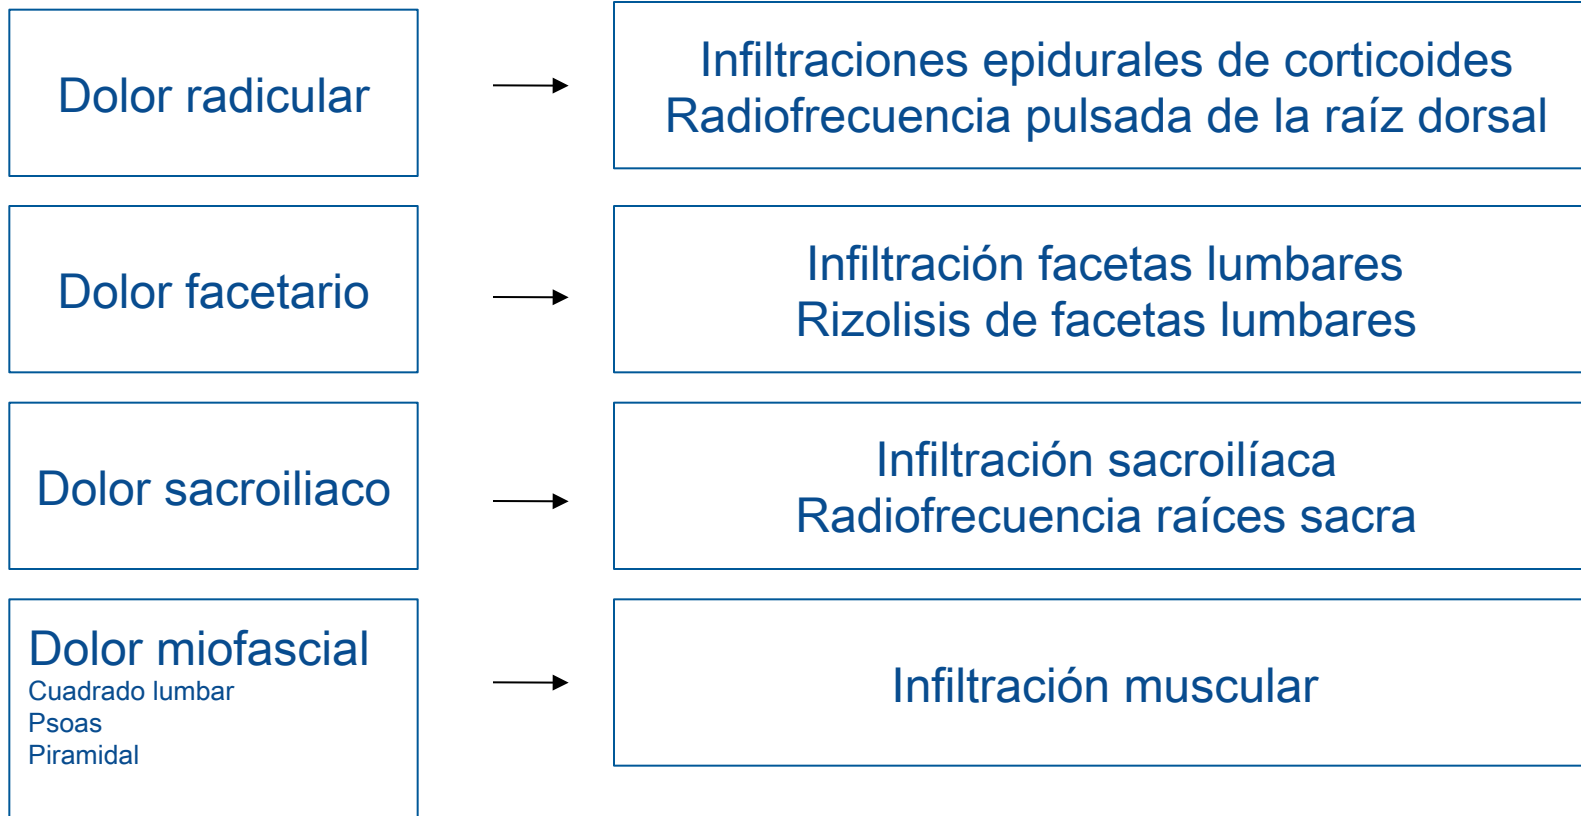 Dolor radicular
Infiltraciones epidurales de corticoides
Radiofrecuencia pulsada de la raíz dorsal
Dolor facetario
Infiltración facetas lumbares
Rizolisis de facetas lumbares
Dolor sacroiliaco
Infiltración sacroilíaca
Radiofrecuencia raíces sacra
Dolor miofascial
Cuadrado lumbar
Psoas
Piramidal
Infiltración muscular